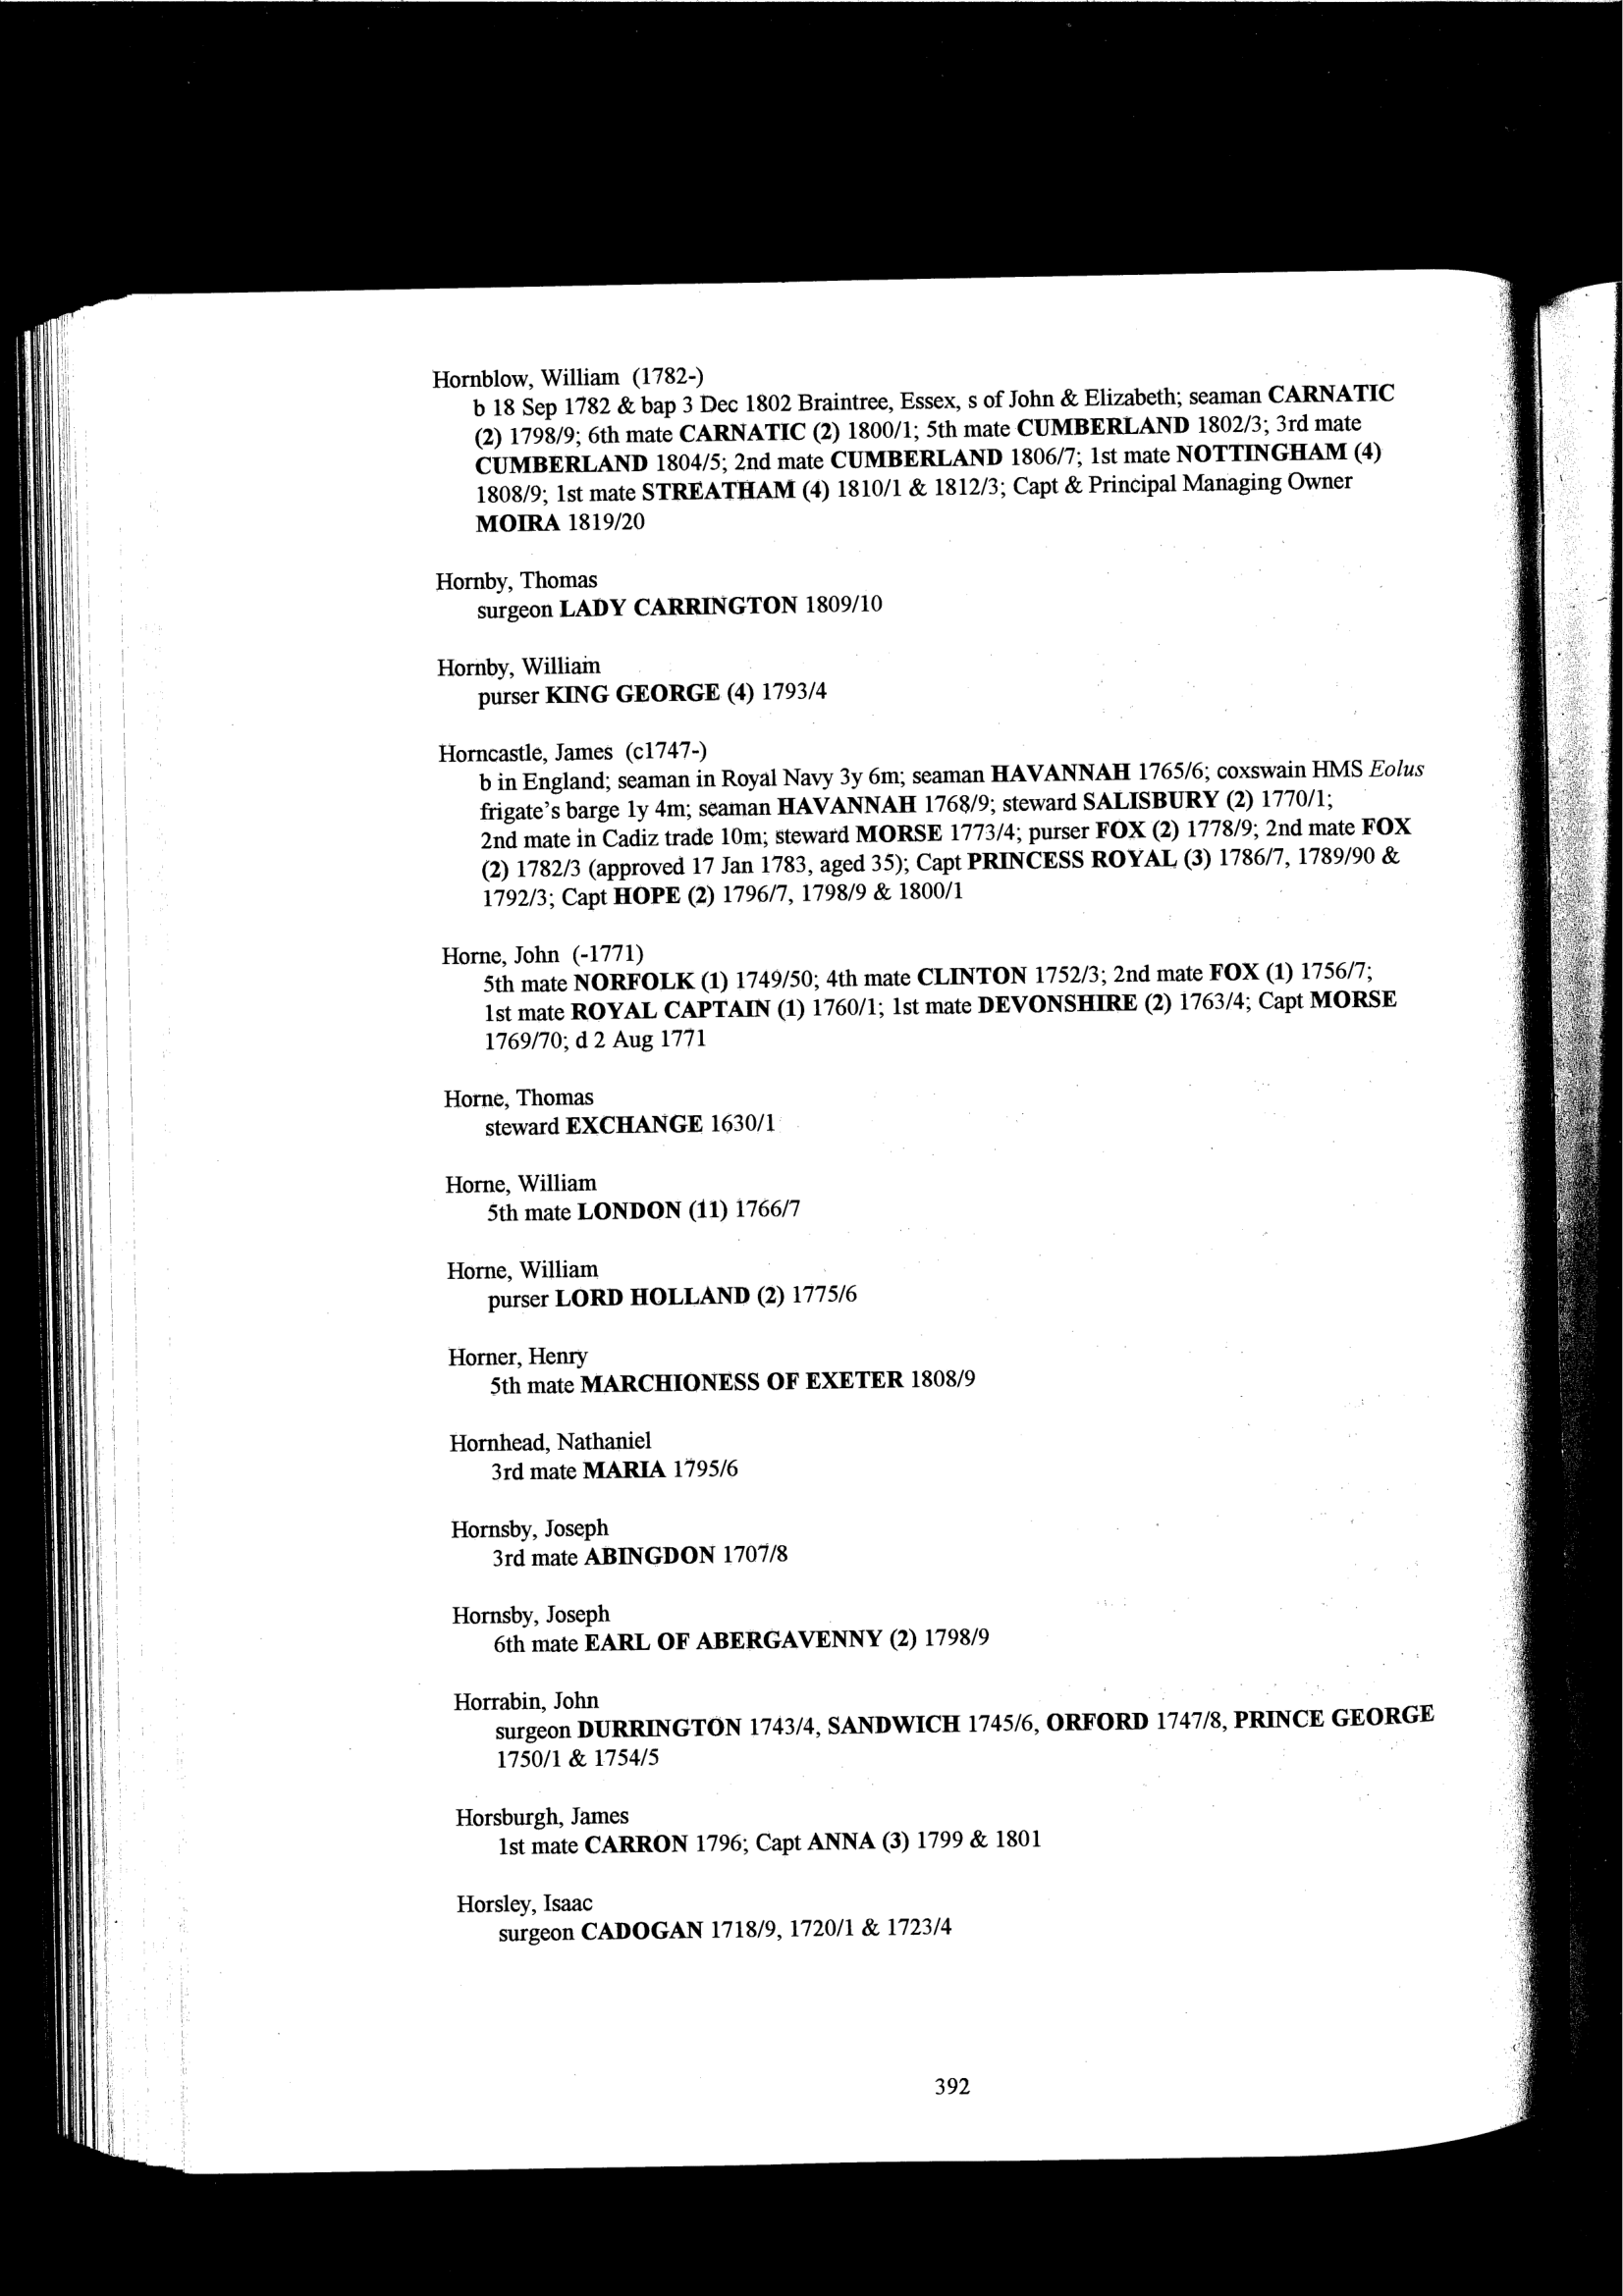 Hornblow, William (1782-)
b 18 Sep 1782 & bap 3 Dec 1802 Braintree, Essex, s of John & Elizabeth; seaman CARNATIC
(2) 1798/9; 6th mate CARNATIC (2) 1800/1; 5th mate CUMBERLAND 1802/3; 3rd mate
CUMBERLAND 1804/5; 2nd mate CUMBERLAND 1806/7; 1st mate NOTTINGHAM (4)
1808/9; 1st mate STREATHAM (4) 1810/1 & 1812/3; Capt & Principal Managing Owner
MOIRA 1819/20
Hornby, Thomas
surgeon LADY CARRINGTON 1809/10
Hornby, William
purser KING GEORGE (4) 1793/4
Horncastle, James (c1747-)
b in England; seaman in Royal Navy 3y 6m; seaman HAVANNAH 1765/6; coxswain HMS Eolus
frigate's barge 1y 4m; seaman HAVANNAH 1768/9; steward SALISBURY (2) 1770/1;
2nd mate in Cadiz trade 10m; steward MORSE 1773/4; purser FOX (2) 1778/9; 2nd mate FOX
(2) 1782/3 (approved 17 Jan 1783, aged 35); Capt PRINCESS ROYAL (3) 1786/7, 1789/90 &
1792/3; Capt HOPE (2) 1796/7, 1798/9 & 1800/1
Horne, John (-1771)
5th mate NORFOLK (1) 1749/50; 4th mate CLINTON 1752/3; 2nd mate FOX (1) 1756/7;
1st mate ROYAL CAPTAIN (1) 1760/1; 1st mate DEVONSHIRE (2) 1763/4; Capt MORSE
1769/70; d 2 Aug 1771
Horne, Thomas
steward EXCHANGE 1630/1
Horne, William
5th mate LONDON (11) 1766/7
Horne, William
purser LORD HOLLAND (2) 1775/6
Horner, Henry
5th mate MARCHIONESS OF EXETER 1808/9
Hornhead, Nathaniel
3rd mate MARIA 1795/6
Hornsby, Joseph
3rd mate ABINGDON 1707/8
Hornsby, Joseph
6th mate EARL OF ABERGAVENNY (2) 1798/9
Horrabin, John
surgeon DURRINGTON 1743/4, SANDWICH 1745/6, ORFORD 1747/8, PRINCE GEORGE
1750/1 & 1754/5
Horsburgh, James
1st mate CARRON 1796; Capt ANNA (3) 1799 & 1801
Horsley, Isaac
surgeon CADOGAN 1718/9, 1720/1 & 1723/4
392